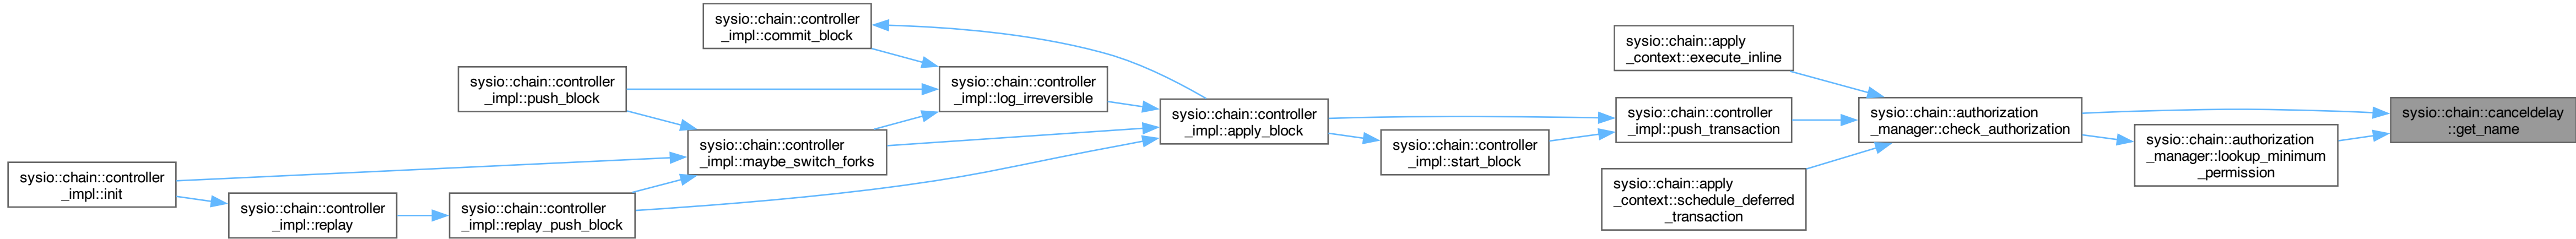 sysio::chain::controller
_impl::init
sysio::chain::controller
_impl::replay
sysio::chain::controller
_impl::push_block
sysio::chain::controller
_impl::replay_push_block
sysio::chain::controller
_impl::commit_block
sysio::chain::controller
_impl::maybe_switch_forks
sysio::chain::controller
_impl::log_irreversible
sysio::chain::controller
_impl::apply_block
sysio::chain::controller
_impl::start_block
sysio::chain::apply
_context::execute_inline
sysio::chain::controller
_impl::push_transaction
sysio::chain::apply
_context::schedule_deferred
_transaction
sysio::chain::authorization
_manager::check_authorization
sysio::chain::authorization
_manager::lookup_minimum
_permission
sysio::chain::canceldelay
::get_name